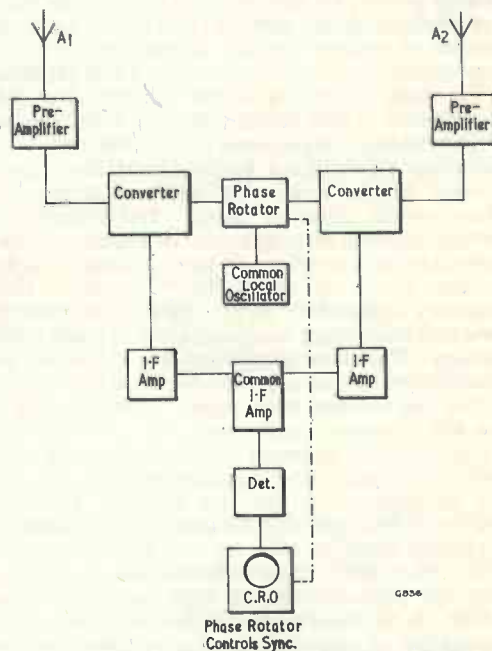 A1
A2
Pre-
Amplifier
Pre-
Amplifier
Converter
Phase
Rotator
Converter
Common
Local
Oscillator
I-F
Amp
Common
I-F
Amp
I-F
Amp
Det.
C.R.O
G836
Phase Rotator
Controls Sync.